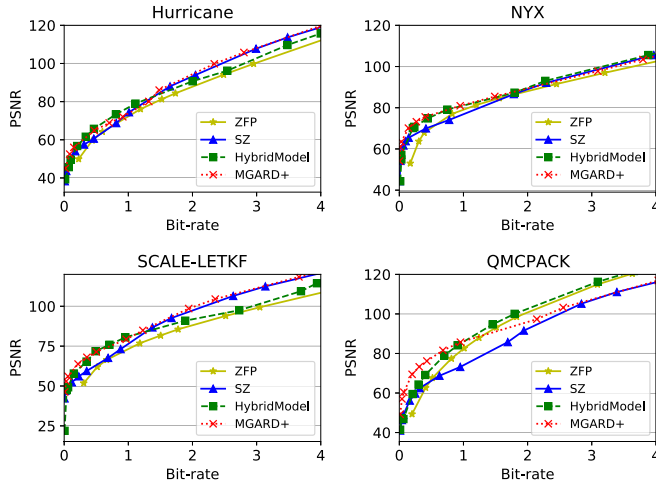 Hurricane
120
100
80
60
40
PSNR
0
1
2
3
4
Bit-rate
ZFP
SZ
HybridModel
MGARD+
NYX
120
100
80
60
40
PSNR
0
1
2
3
4
Bit-rate
ZFP
SZ
HybridModel
MGARD+
SCALE-LETKF
100
75
50
25
PSNR
0
1
2
3
4
Bit-rate
ZFP
SZ
HybridModel
MGARD+
QMCPACK
120
100
80
60
40
PSNR
0
1
2
3
4
Bit-rate
ZFP
SZ
HybridModel
MGARD+